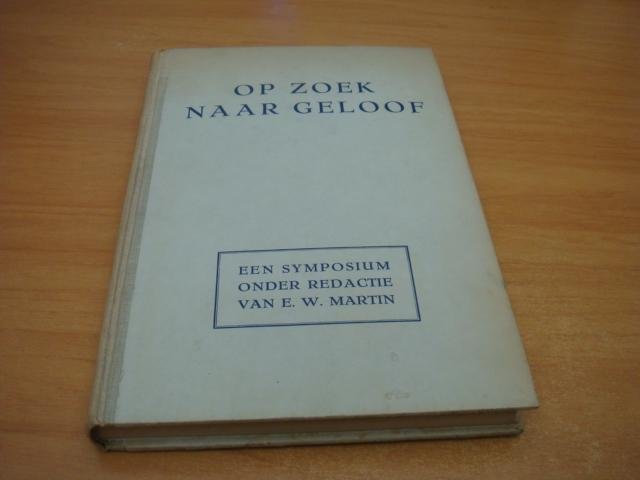 OP ZOEK
NAAR GELOOF
EEN SYMPOSIUM
ONDER REDACTIE
VAN E. W. MARTIN